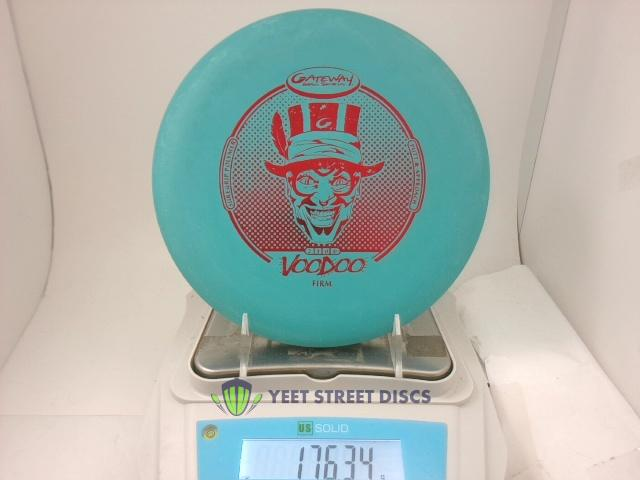 GATEWAY
G
VOODOO
FIRM
YEET STREET DISCS
US SOLID
176.34
g